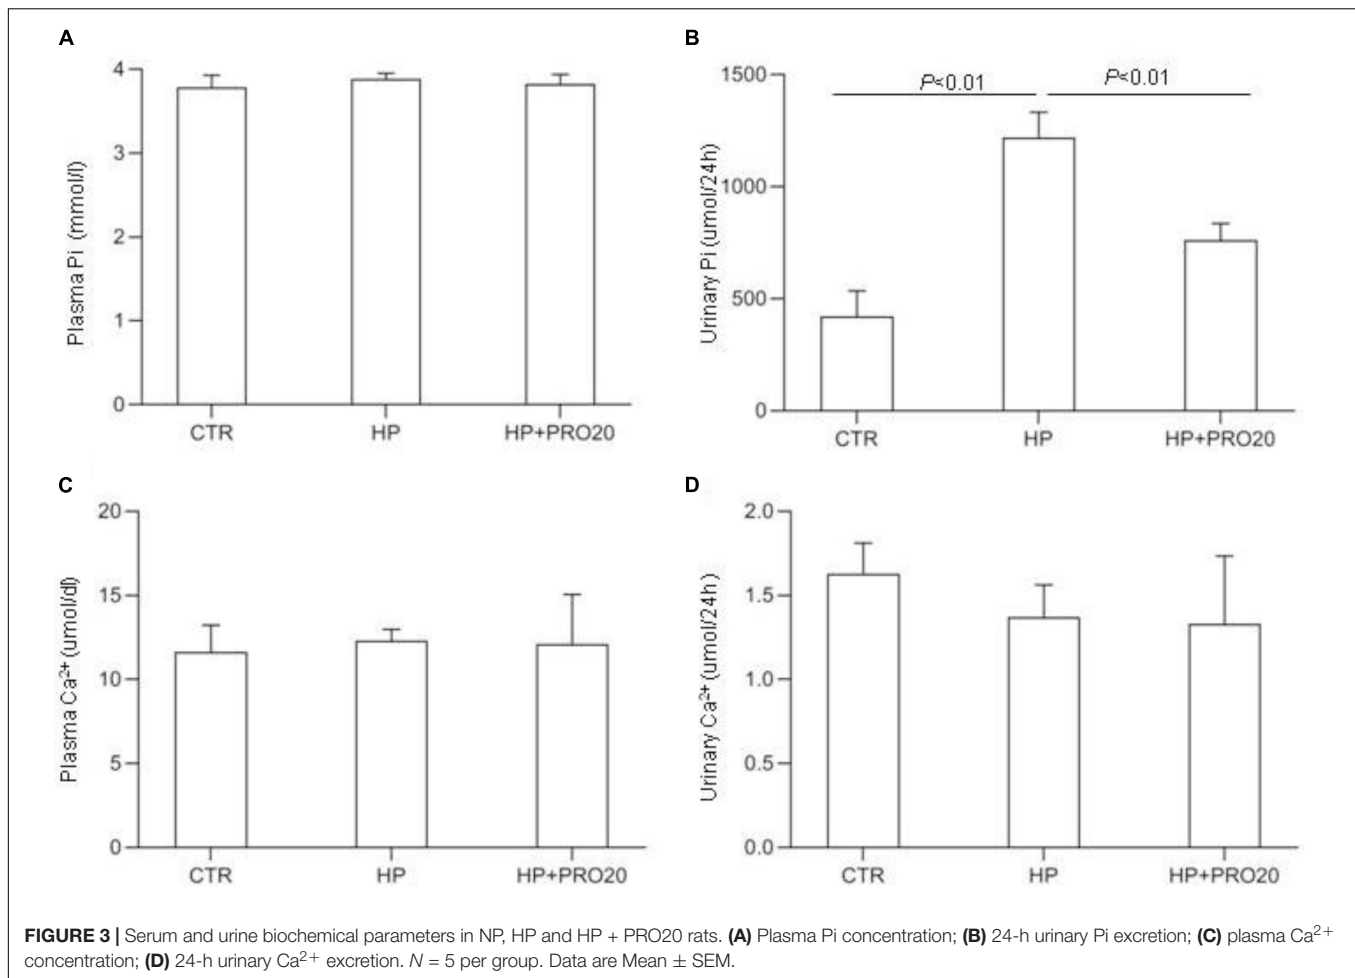 A
Plasma Pi (mmol/l)
4
3
2
1
0
CTR HP HP+PRO20
B
Urinary Pi (umol/24h)
1500
1000
500
0
P<0.01 P<0.01
CTR HP HP+PRO20
C
Plasma Ca²⁺ (umol/dl)
20
15
10
5
0
CTR HP HP+PRO20
D
Urinary Ca²⁺ (umol/24h)
2.0
1.5
1.0
0.5
0.0
CTR HP HP+PRO20
FIGURE 3 | Serum and urine biochemical parameters in NP, HP and HP + PRO20 rats. (A) Plasma Pi concentration; (B) 24-h urinary Pi excretion; (C) plasma Ca²⁺
concentration; (D) 24-h urinary Ca²⁺ excretion. N = 5 per group. Data are Mean ± SEM.